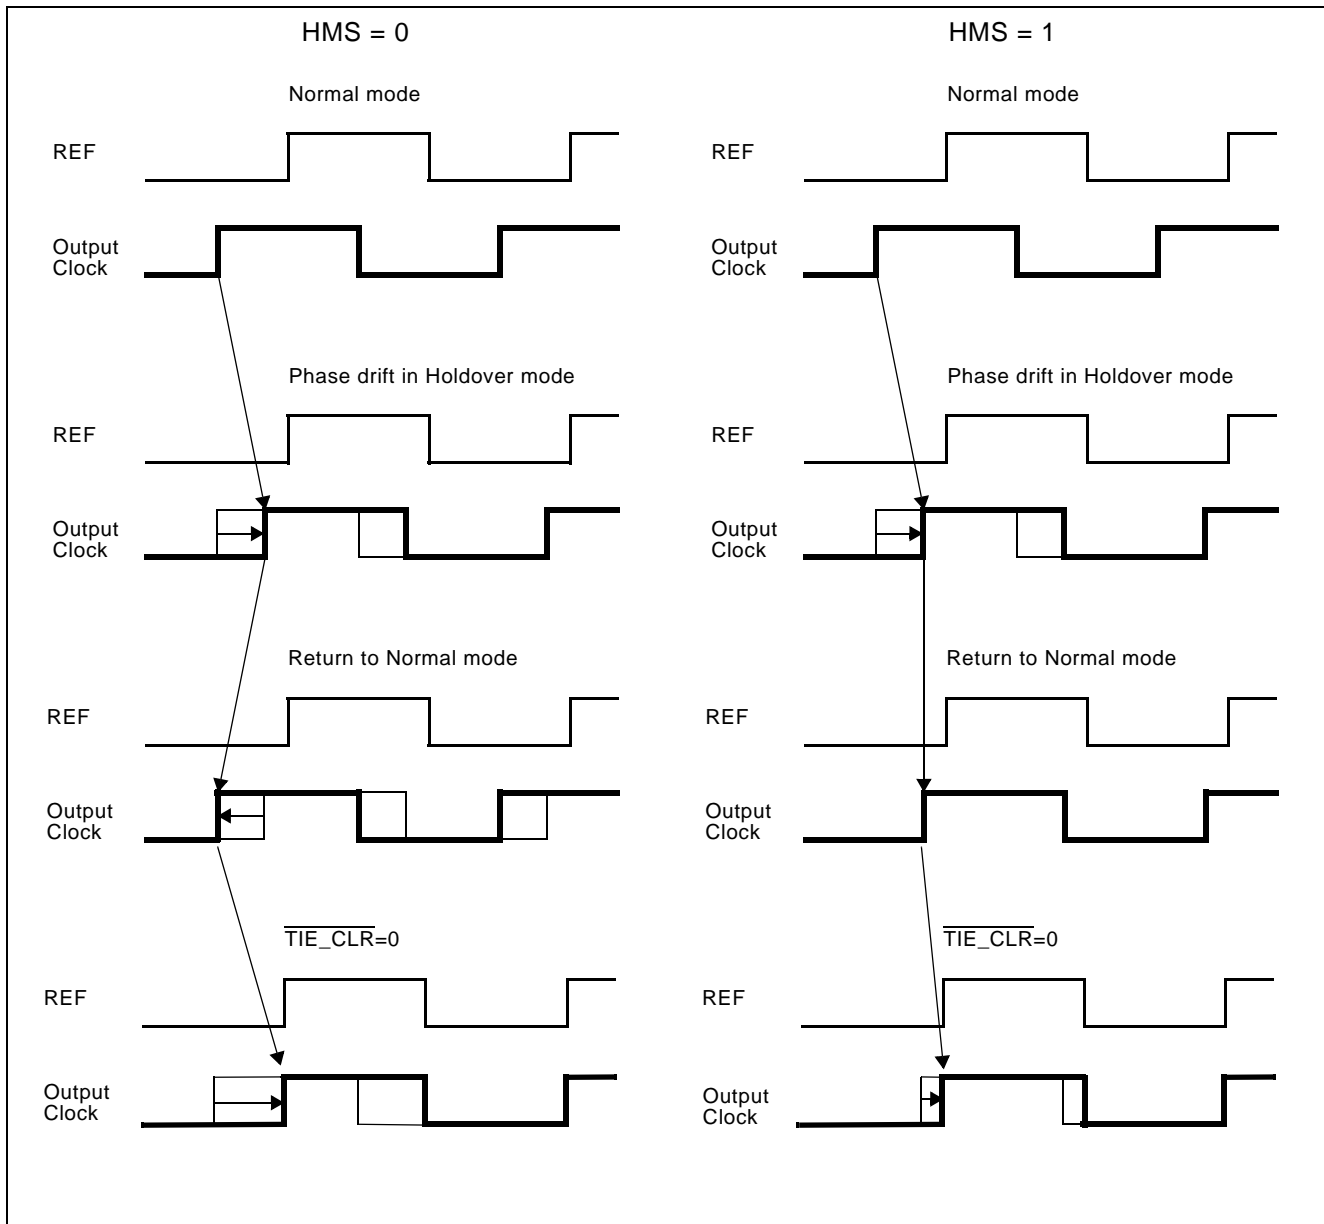 HMS = 0
Normal mode
REF
Output
Clock
Phase drift in Holdover mode
REF
Output
Clock
Return to Normal mode
REF
Output
Clock
TIE_CLR=0
REF
Output
Clock
HMS = 1
Normal mode
REF
Output
Clock
Phase drift in Holdover mode
REF
Output
Clock
Return to Normal mode
REF
Output
Clock
TIE_CLR=0
REF
Output
Clock